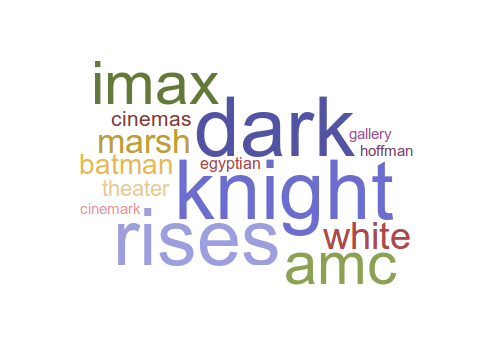 imax
cinemas
dark
marsh
gallery
hoffman
batman
egyptian
knight
theater
cinemark
rises
white
amc